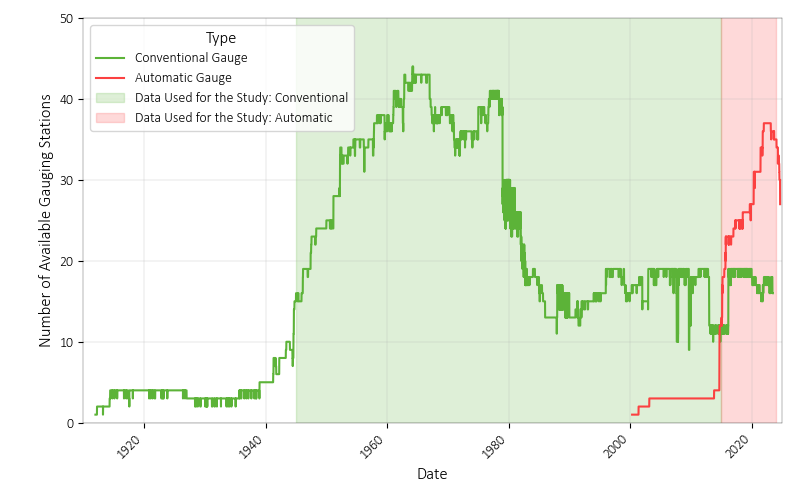 Type
Conventional Gauge
Automatic Gauge
Data Used for the Study: Conventional
Data Used for the Study: Automatic
Number of Available Gauging Stations
50
40
30
20
10
0
1920
1940
1960
1980
2000
2020
Date